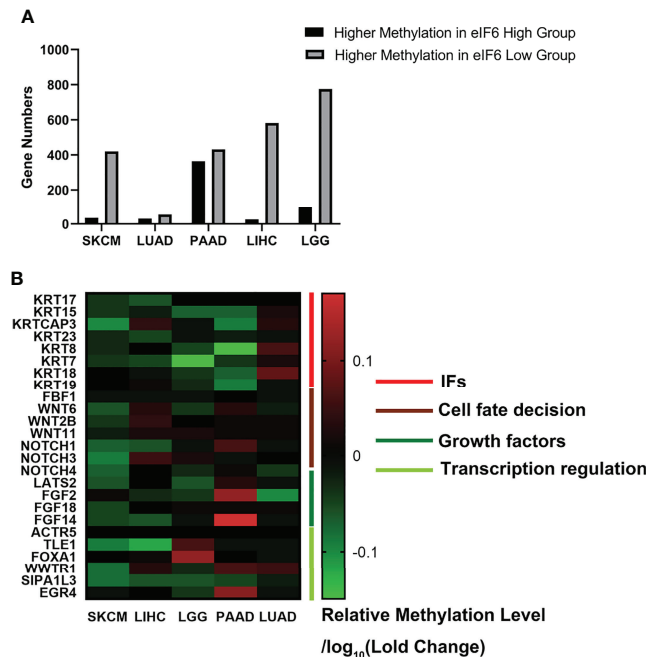 A
Higher Methylation in eIF6 High Group
Higher Methylation in eIF6 Low Group
Gene Numbers
1000
800
600
400
200
0
SKCM LUAD PAAD LIHC LGG
B
KRT17
KRT15
KRTCAP3
KRT23
KRT8
KRT7
KRT18
KRT19
FBF1
WNT6
WNT2B
WNT11
NOTCH1
NOTCH3
NOTCH4
LATS2
FGF2
FGF18
FGF14
ACTR5
TLE1
FOXA1
WWTR1
SIPA1L3
EGR4
SKCM LIHC LGG PAAD LUAD
0.1
0
-0.1
IFs
Cell fate decision
Growth factors
Transcription regulation
Relative Methylation Level
/log10(Lold Change)